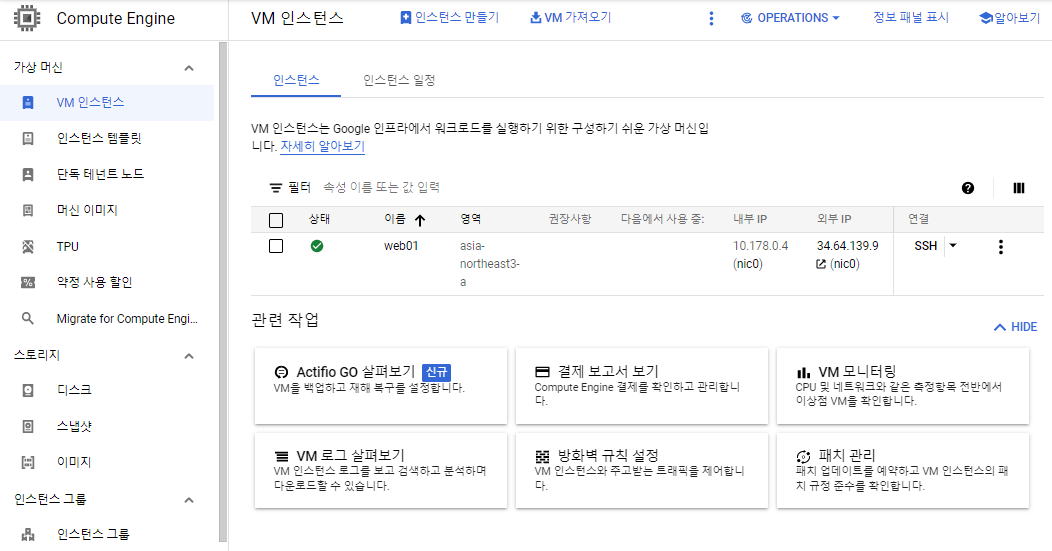 Compute Engine
VM 인스턴스
인스턴스 만들기
VM 가져오기
OPERATIONS
정보 패널 표시
알아보기
가상 머신
VM 인스턴스
인스턴스 템플릿
단독 테넌트 노드
머신 이미지
TPU
약정 사용 할인
Migrate for Compute Engi...
스토리지
디스크
스냅샷
이미지
인스턴스 그룹
인스턴스 그룹
인스턴스
인스턴스 일정
VM 인스턴스는 Google 인프라에서 워크로드를 실행하기 위한 구성하기 쉬운 가상 머신입
니다. 자세히 알아보기
필터 속성 이름 또는 값 입력
상태 이름 영역 권장사항 다음에서 사용 중: 내부 IP 외부 IP 연결
web01 asia- 10.178.0.4 34.64.139.9 SSH
northeast3- (nic0) (nic0)
a
관련 작업
HIDE
Actifio GO 살펴보기 신규
VM을 백업하고 재해 복구를 설정합니다.
결제 보고서 보기
Compute Engine 결제를 확인하고 관리합니
다.
VM 모니터링
CPU 및 네트워크와 같은 측정항목 전반에서
이상점 VM을 확인합니다.
VM 로그 살펴보기
VM 인스턴스 로그를 보고 검색하고 분석하며
다운로드할 수 있습니다.
방화벽 규칙 설정
VM 인스턴스와 주고받는 트래픽을 제어합니
다.
패치 관리
패치 업데이트를 예약하고 VM 인스턴스의 패
치 규정 준수를 확인합니다.